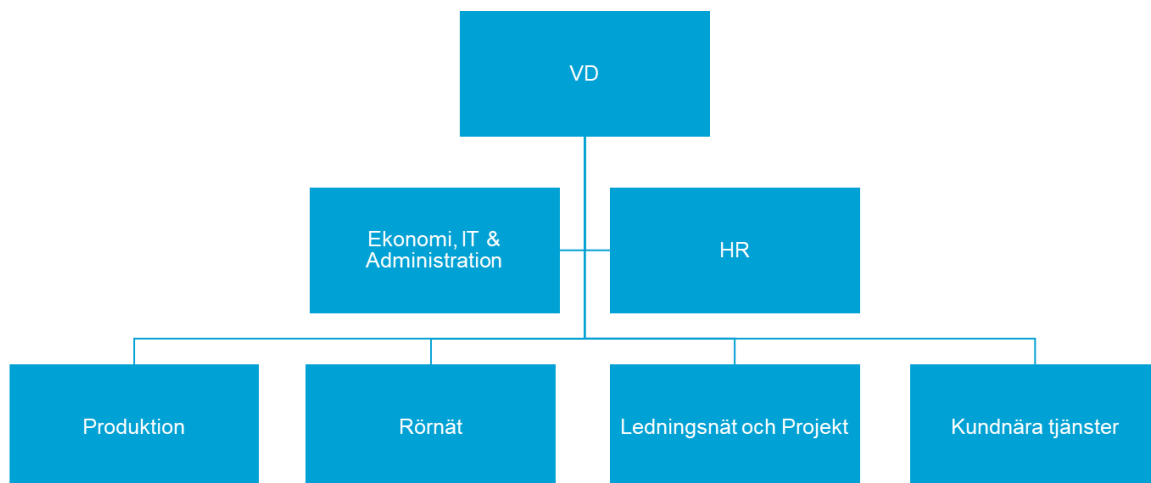 VD
Ekonomi, IT &
Administration
HR
Produktion
Rörnät
Ledningsnät och Projekt
Kundnära tjänster